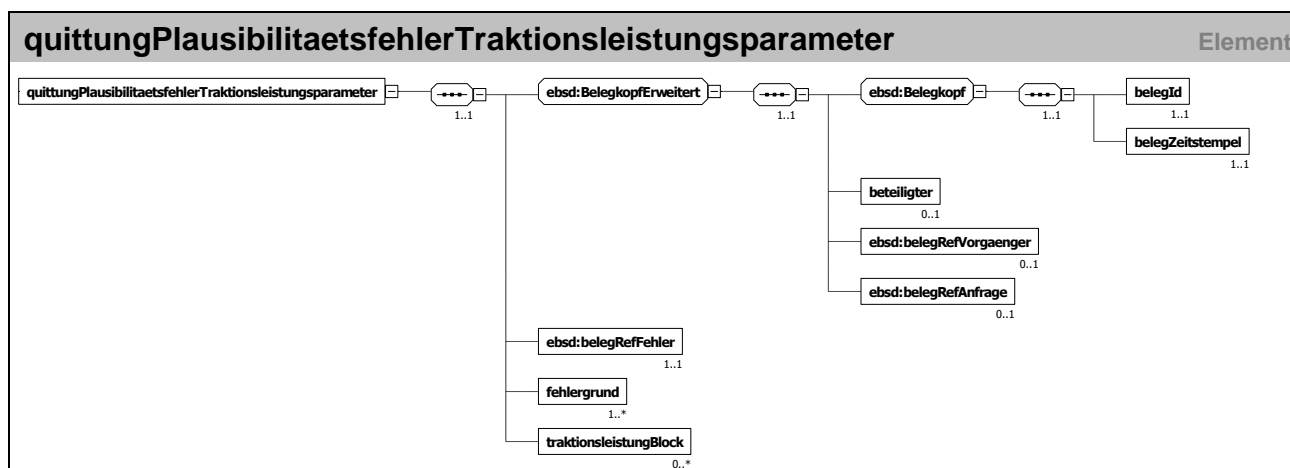 quittungPlausibilitaetsfehlerTraktionsleistungsparameter Element
quittungPlausibilitaetsfehlerTraktionsleistungsparameter
1..1
ebsd:BelegkopfErweitert
1..1
ebsd:Belegkopf
1..1
belegId
1..1
belegZeitstempel
1..1
beteiligter
0..1
ebsd:belegRefVorgaenger
0..1
ebsd:belegRefAnfrage
0..1
ebsd:belegRefFehler
1..1
fehlergrund
1..*
traktionsleistungBlock
0..*